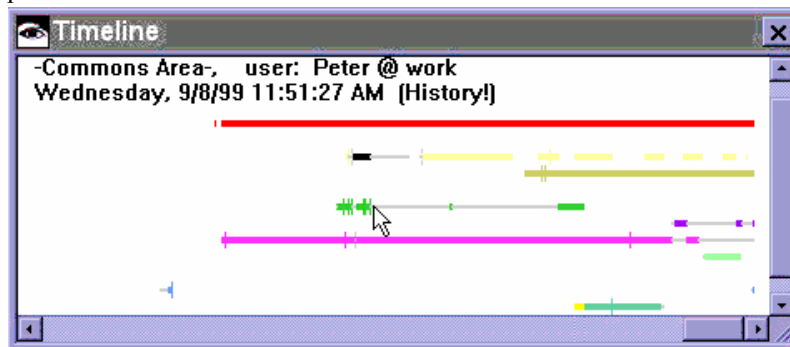 Timeline
-Commons Area-,    user:  Peter @ work
Wednesday, 9/8/99 11:51:27 AM  (History!)